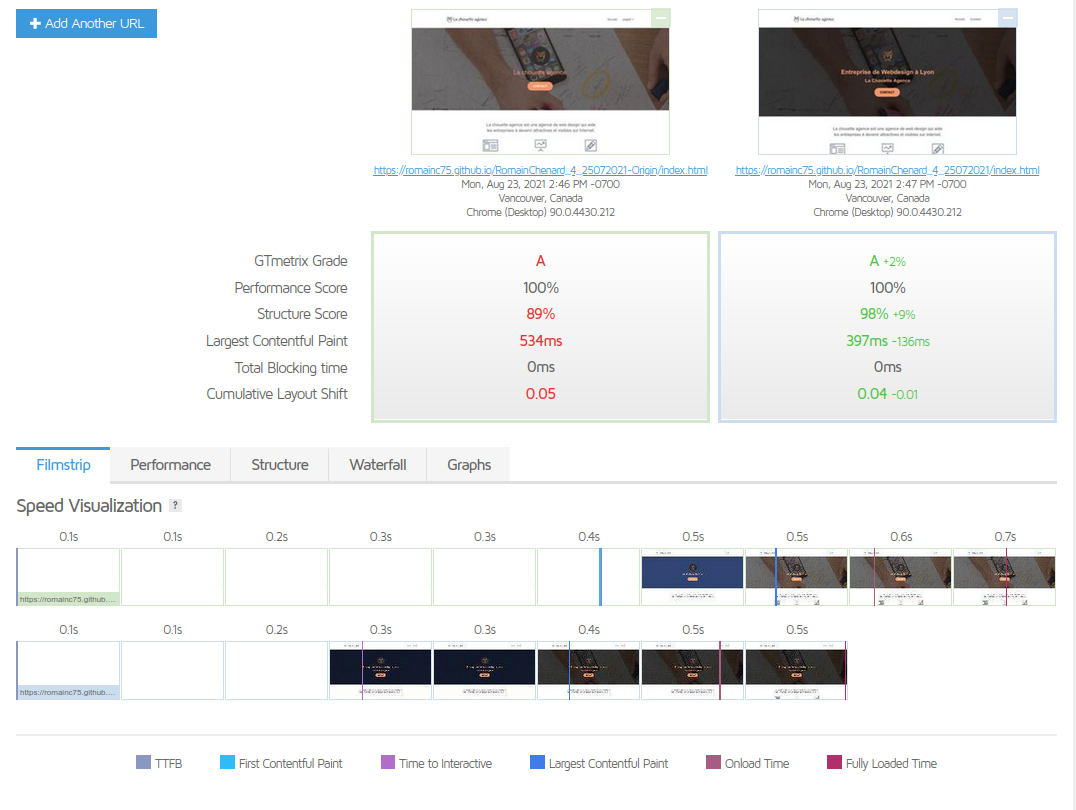 + Add Another URL
La chouette agence
Accueil
La chouette agence
CONTACT
La chouette agence est une agence de web design qui aide
les entreprises à devenir attractives et visibles sur Internet.
La chouette agence
Accueil Contact
Entreprise de Webdesign à Lyon
La Chouette Agence
CONTACT
La chouette agence est une agence de web design qui aide
les entreprises à devenir attractives et visibles sur Internet.
https://romainc75.github.io/RomainChenard_4_25072021-Origin/index.html
Mon, Aug 23, 2021 2:46 PM -0700
Vancouver, Canada
Chrome (Desktop) 90.0.4430.212
https://romainc75.github.io/RomainChenard_4_25072021/index.html
Mon, Aug 23, 2021 2:47 PM -0700
Vancouver, Canada
Chrome (Desktop) 90.0.4430.212
GTmetrix Grade A A +2%
Performance Score 100% 100%
Structure Score 89% 98% +9%
Largest Contentful Paint 534ms 397ms -136ms
Total Blocking time 0ms 0ms
Cumulative Layout Shift 0.05 0.04 -0.01
Filmstrip Performance Structure Waterfall Graphs
Speed Visualization ?
0.1s 0.1s 0.2s 0.3s 0.3s 0.4s 0.5s 0.5s 0.6s 0.7s
https://romainc75.github....
0.1s 0.1s 0.2s 0.3s 0.3s 0.4s 0.5s 0.5s
https://romainc75.github....
TTFB First Contentful Paint Time to Interactive Largest Contentful Paint Onload Time Fully Loaded Time